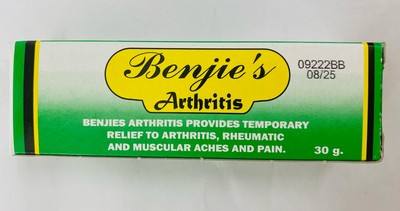 Benjie's
Arthritis
09222BB
08/25
BENJIES ARTHRITIS PROVIDES TEMPORARY
RELIEF TO ARTHRITIS, RHEUMATIC
AND MUSCULAR ACHES AND PAIN.
30 g.